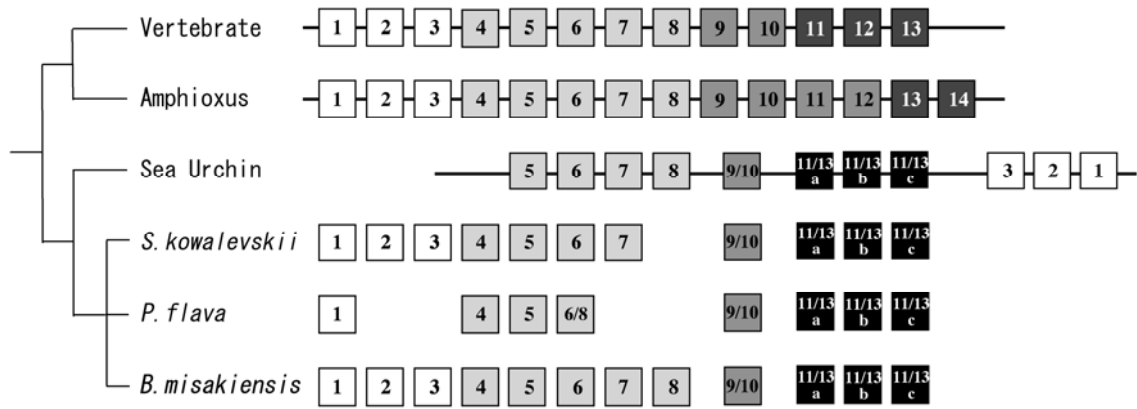 Vertebrate 1 2 3 4 5 6 7 8 9 10 11 12 13
Amphioxus 1 2 3 4 5 6 7 8 9 10 11 12 13 14
Sea Urchin 5 6 7 8 9/10 11/13 a 11/13 b 11/13 c 3 2 1
S.kowalevskii 1 2 3 4 5 6 7 9/10 11/13 a 11/13 b 11/13 c
P.flava 1 4 5 6/8 9/10 11/13 a 11/13 b 11/13 c
B.misakiensis 1 2 3 4 5 6 7 8 9/10 11/13 a 11/13 b 11/13 c